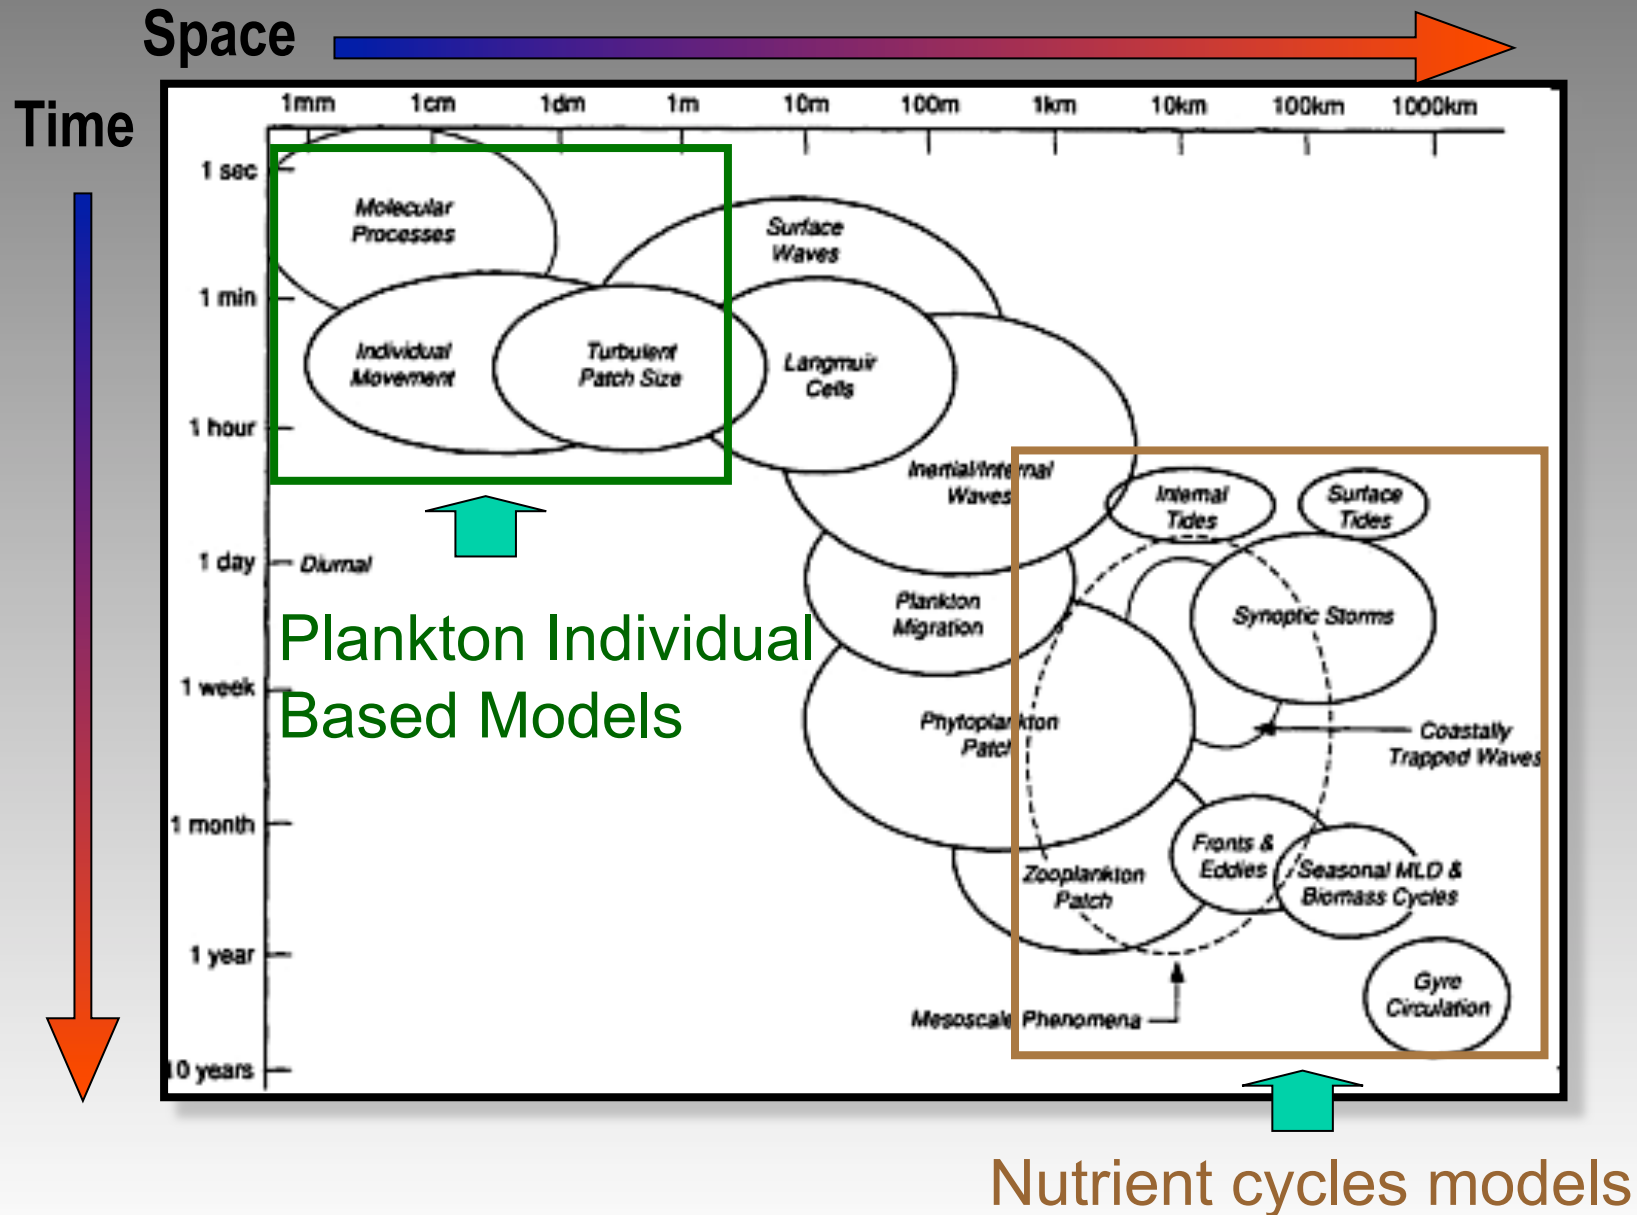 Space
Time
1mm 1cm 1dm 1m 10m 100m 1km 10km 100km 1000km
1 sec
Molecular
Processes
Surface
Waves
1 min
Individual
Movement
Turbulent
Patch Size
Langmuir
Cells
1 hour
Inertial/Internal
Waves
Internal
Tides
Surface
Tides
1 day
Diurnal
Plankton
Migration
Synoptic Storms
Plankton Individual
Based Models
1 week
Phytoplankton
Patch
Coastally
Trapped Waves
1 month
Fronts &
Eddies
Zooplankton
Patch
Seasonal MLD &
Biomass Cycles
1 year
Gyre
Circulation
Mesoscale Phenomena
10 years
Nutrient cycles models